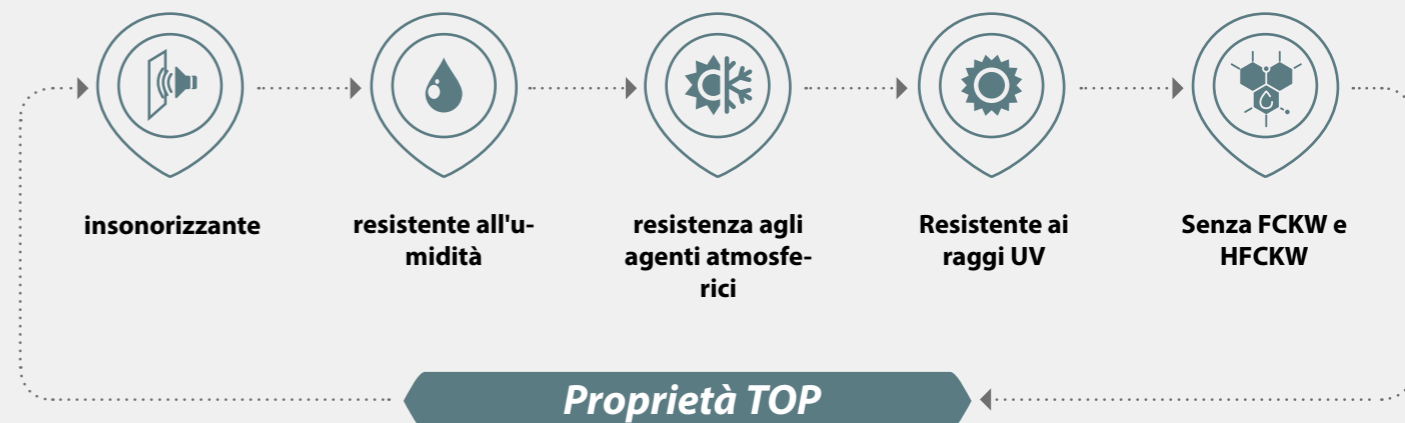 insonorizzante
resistente all'u-
midità
resistenza agli
agenti atmosfe-
rici
Resistente ai
raggi UV
Senza FCKW e
HFCKW
Proprietà TOP